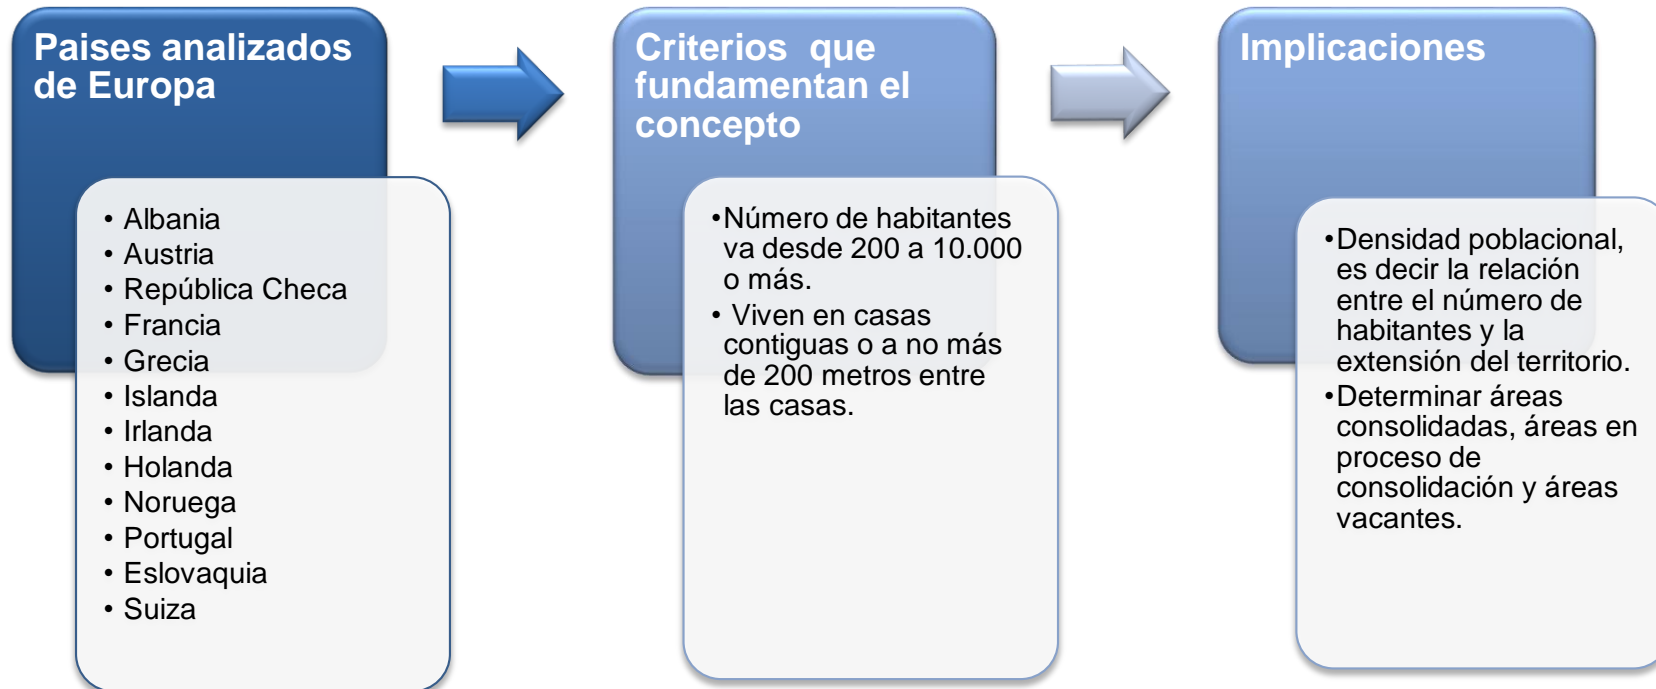 Paises analizados
de Europa
• Albania
• Austria
• República Checa
• Francia
• Grecia
• Islanda
• Irlanda
• Holanda
• Noruega
• Portugal
• Eslovaquia
• Suiza
Criterios que
fundamentan el
concepto
•Número de habitantes
va desde 200 a 10.000
o más.
• Viven en casas
contiguas o a no más
de 200 metros entre
las casas.
Implicaciones
•Densidad poblacional,
es decir la relación
entre el número de
habitantes y la
extensión del territorio.
•Determinar áreas
consolidadas, áreas en
proceso de
consolidación y áreas
vacantes.